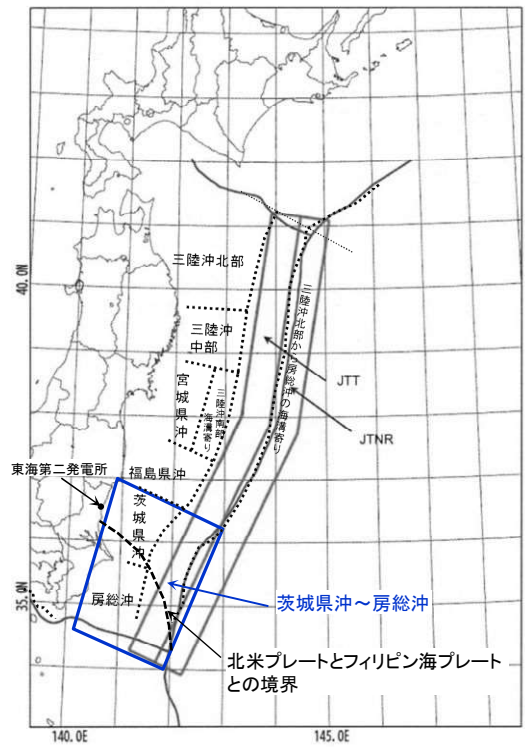 三陸沖北部
40.0N
三陸沖
中部
三陸沖北部から房総沖の海溝寄り
JTT
宮城県沖
三陸沖南部
海溝寄り
JTNR
東海第二発電所
福島県沖
茨城県沖
35.0N
房総沖
茨城県沖～房総沖
北米プレートとフィリピン海プレート
との境界
140.0E
145.0E